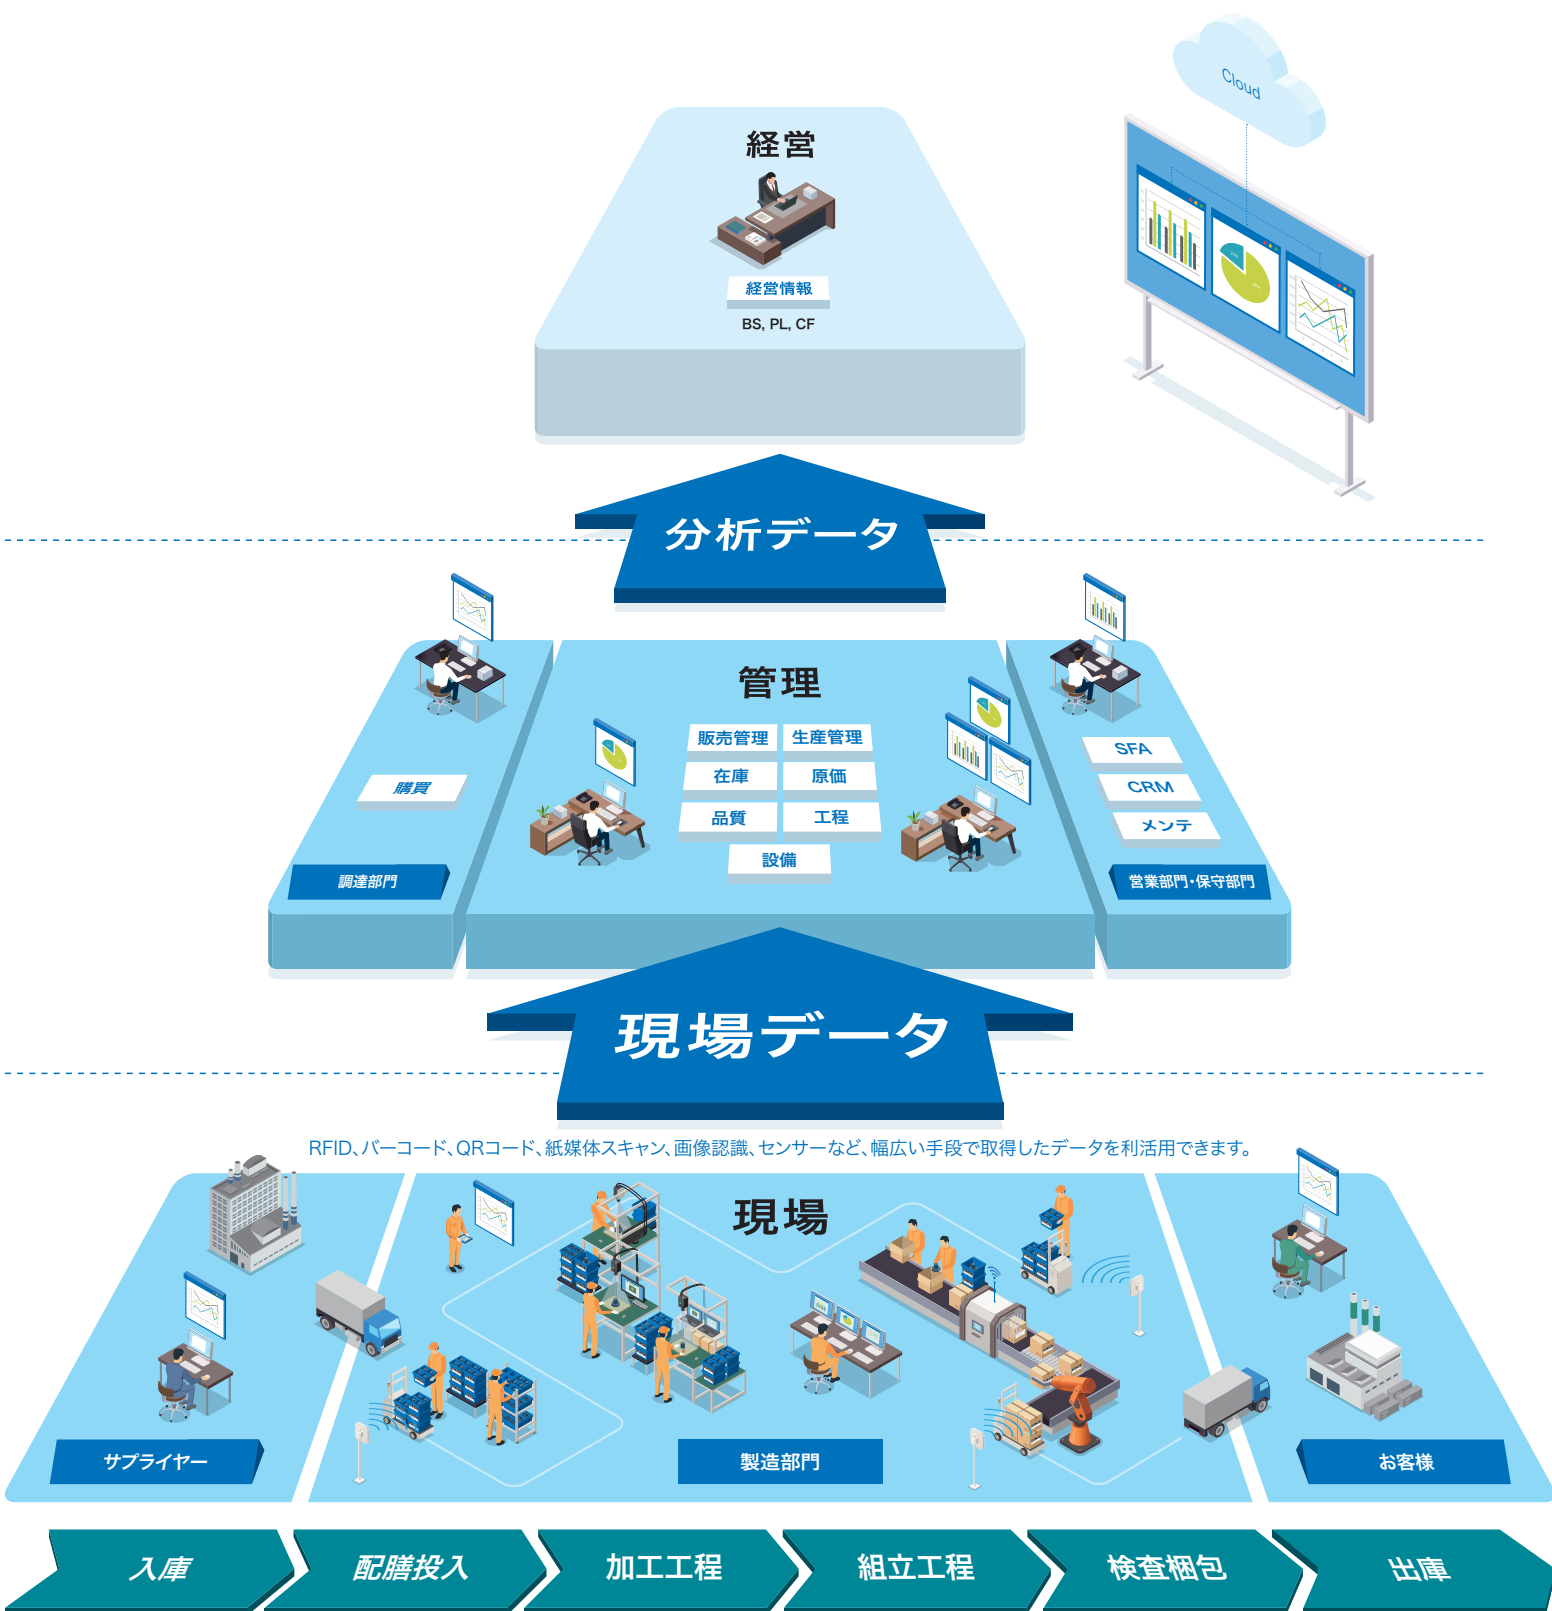 Cloud
経営
経営情報
BS, PL, CF
分析データ
管理
販売管理
生産管理
在庫
原価
品質
工程
設備
購買
調達部門
SFA
CRM
メンテ
営業部門・保守部門
現場データ
RFID、バーコード、QRコード、紙媒体スキャン、画像認識、センサーなど、幅広い手段で取得したデータを利活用できます。
現場
サプライヤー
製造部門
お客様
入庫
配膳投入
加工工程
組立工程
検査梱包
出庫